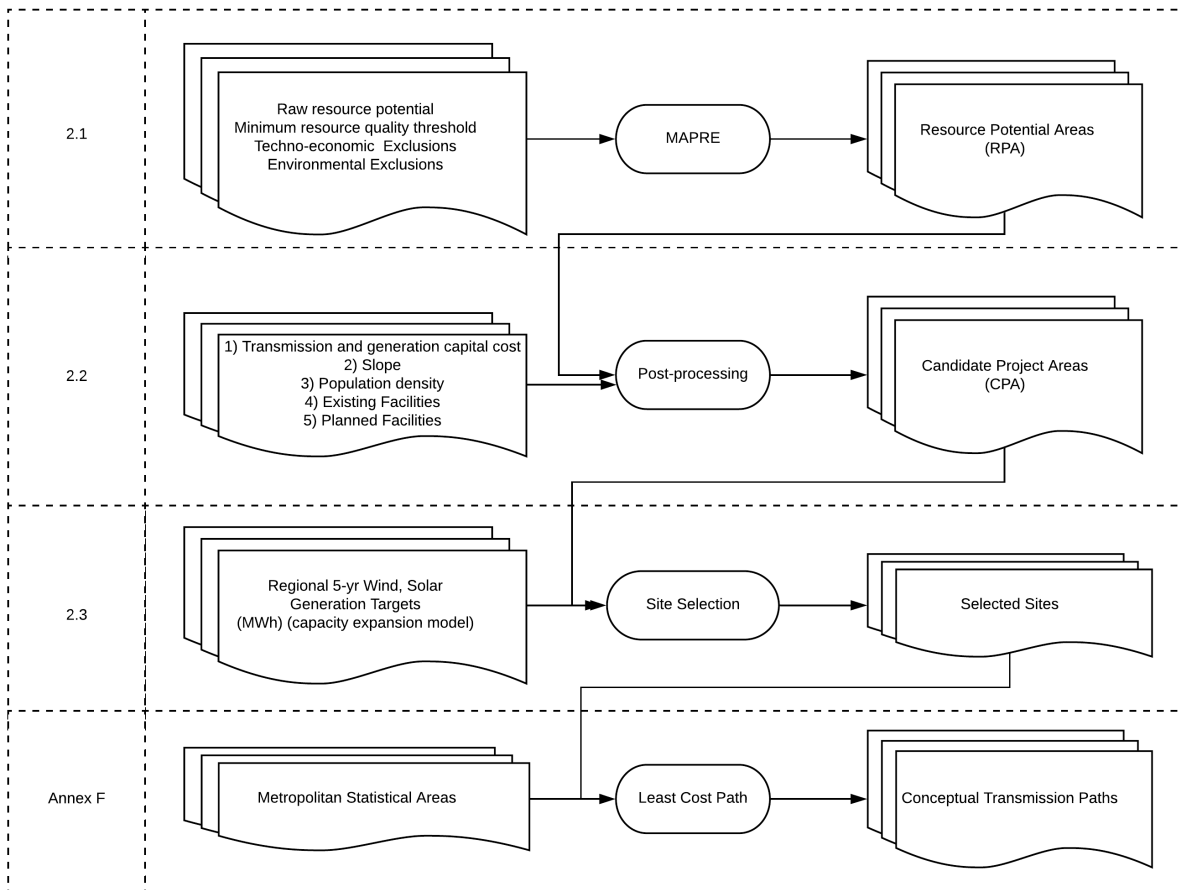 2.1
Raw resource potential
Minimum resource quality threshold
Techno-economic  Exclusions
Environmental Exclusions
MAPRE
Resource Potential Areas
(RPA)
2.2
1) Transmission and generation capital cost
2) Slope
3) Population density
4) Existing Facilities
5) Planned Facilities
Post-processing
Candidate Project Areas
(CPA)
2.3
Regional 5-yr Wind, Solar
Generation Targets
(MWh) (capacity expansion model)
Site Selection
Selected Sites
Annex F
Metropolitan Statistical Areas
Least Cost Path
Conceptual Transmission Paths